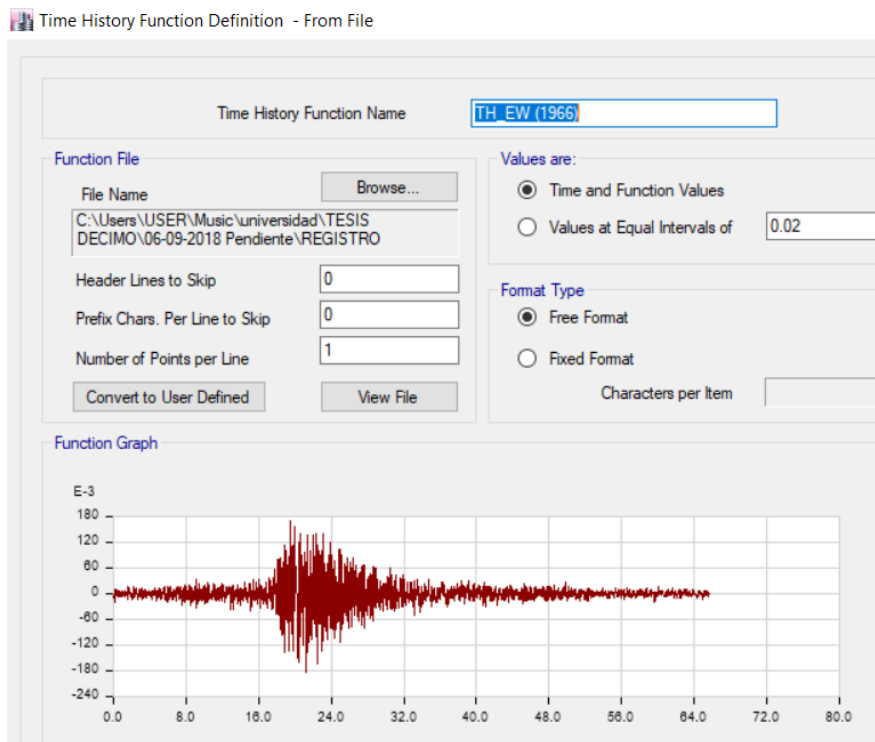 Time History Function Definition - From File
Time History Function Name
TH_EW (1966)
Function File
File Name
Browse...
C:\Users\USER\Music\universidad\TESIS
DECIMO\06-09-2018 Pendiente\REGISTRO
Header Lines to Skip
0
Prefix Chars. Per Line to Skip
0
Number of Points per Line
1
Convert to User Defined
View File
Values are:
Time and Function Values
Values at Equal Intervals of
0.02
Format Type
Free Format
Fixed Format
Characters per Item
Function Graph
E-3
180
120
60
0
-60
-120
-180
-240
0.0 8.0 16.0 24.0 32.0 40.0 48.0 56.0 64.0 72.0 80.0